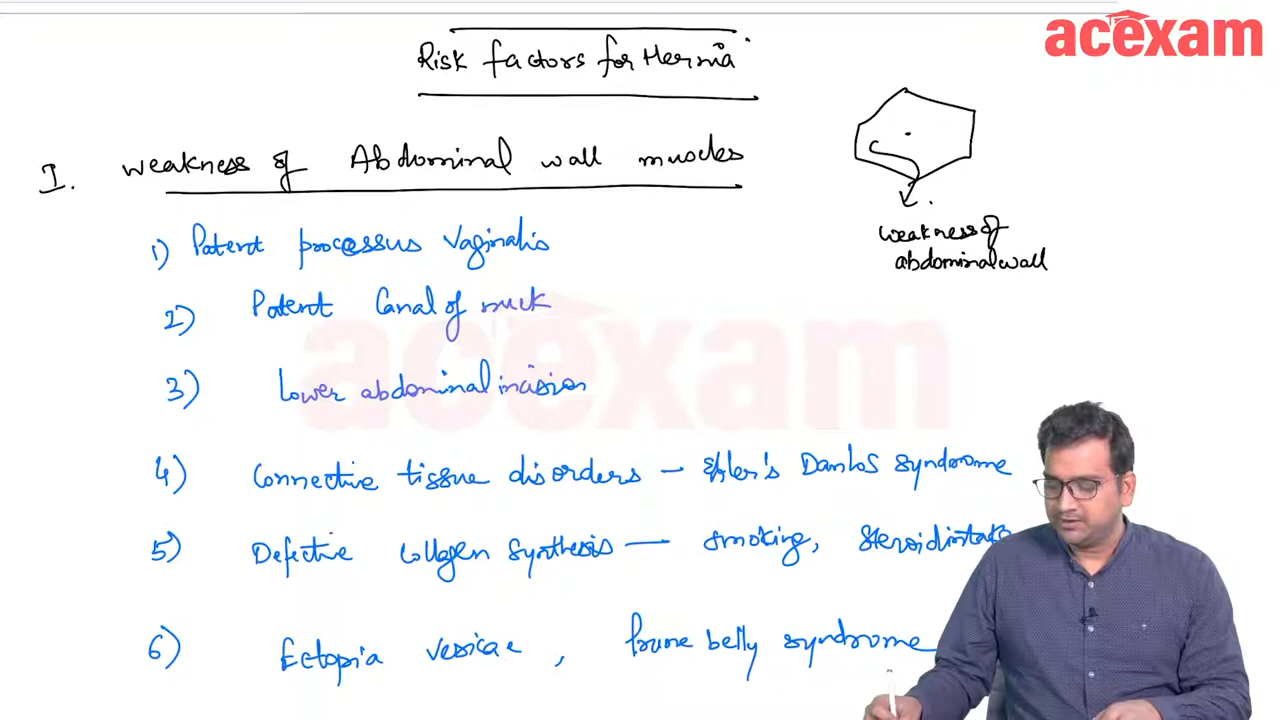 acexam
Risk factors for Hernia
I. weakness of Abdominal wall muscles
weakness of
abdominal wall
1) Patent processus vaginalis
2) Patent Canal of nuck
acexam
3) Lower abdominal incision
4) Connective tissue disorders - Ehler's Danlos syndrome
5) Defective collagen synthesis — smoking, steroid intake
6) Ectopia vesicae, Prune belly syndrome